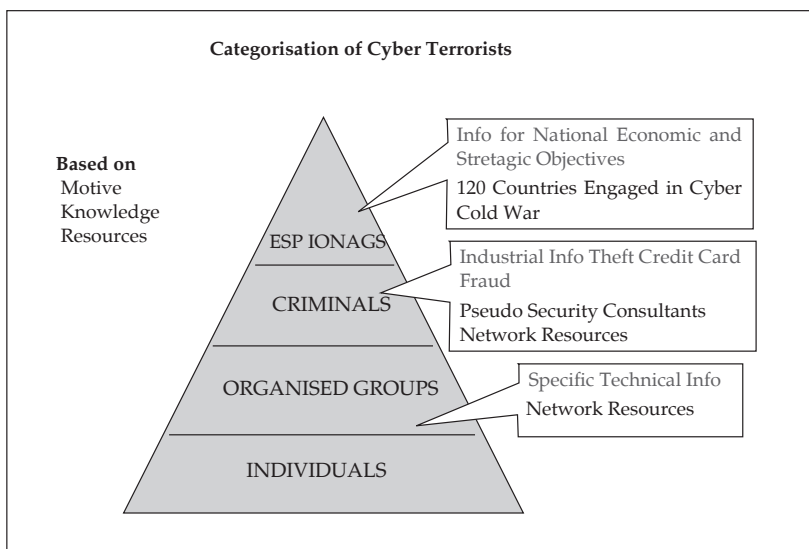 Categorisation of Cyber Terrorists
Based on
Motive
Knowledge
Resources
Info for National Economic and
Stretagic Objectives
120 Countries Engaged in Cyber
Cold War
ESP IONAGS
Industrial Info Theft Credit Card
Fraud
Pseudo Security Consultants
Network Resources
CRIMINALS
Specific Technical Info
Network Resources
ORGANISED GROUPS
INDIVIDUALS